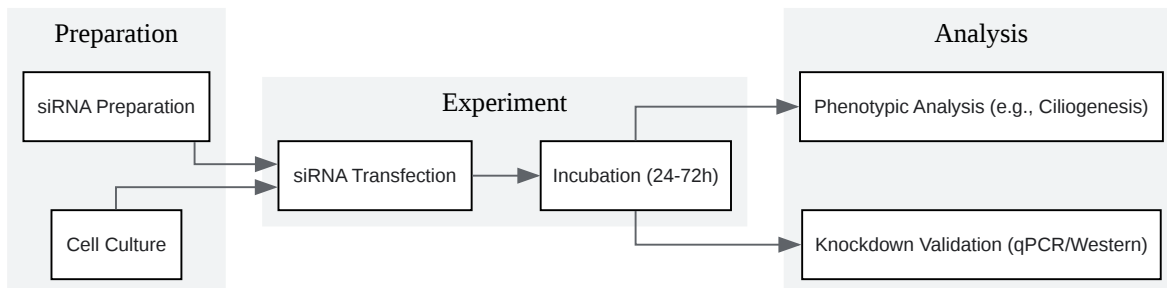 Preparation
siRNA Preparation
Cell Culture
Experiment
siRNA Transfection
Incubation (24-72h)
Analysis
Phenotypic Analysis (e.g., Ciliogenesis)
Knockdown Validation (qPCR/Western)